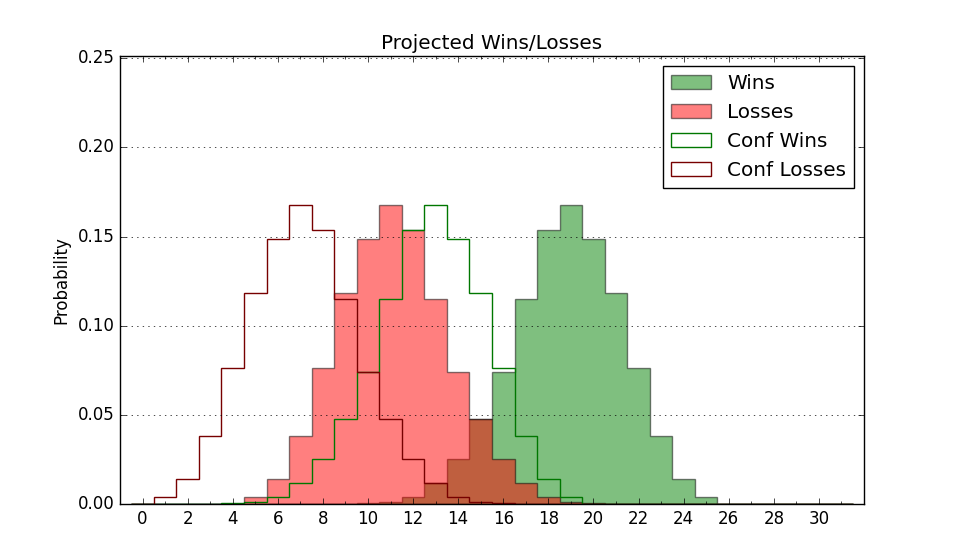 Projected Wins/Losses
0.25
0.20
0.15
0.10
0.05
0.00
Probability
Wins
Losses
Conf Wins
Conf Losses
0 2 4 6 8 10 12 14 16 18 20 22 24 26 28 30